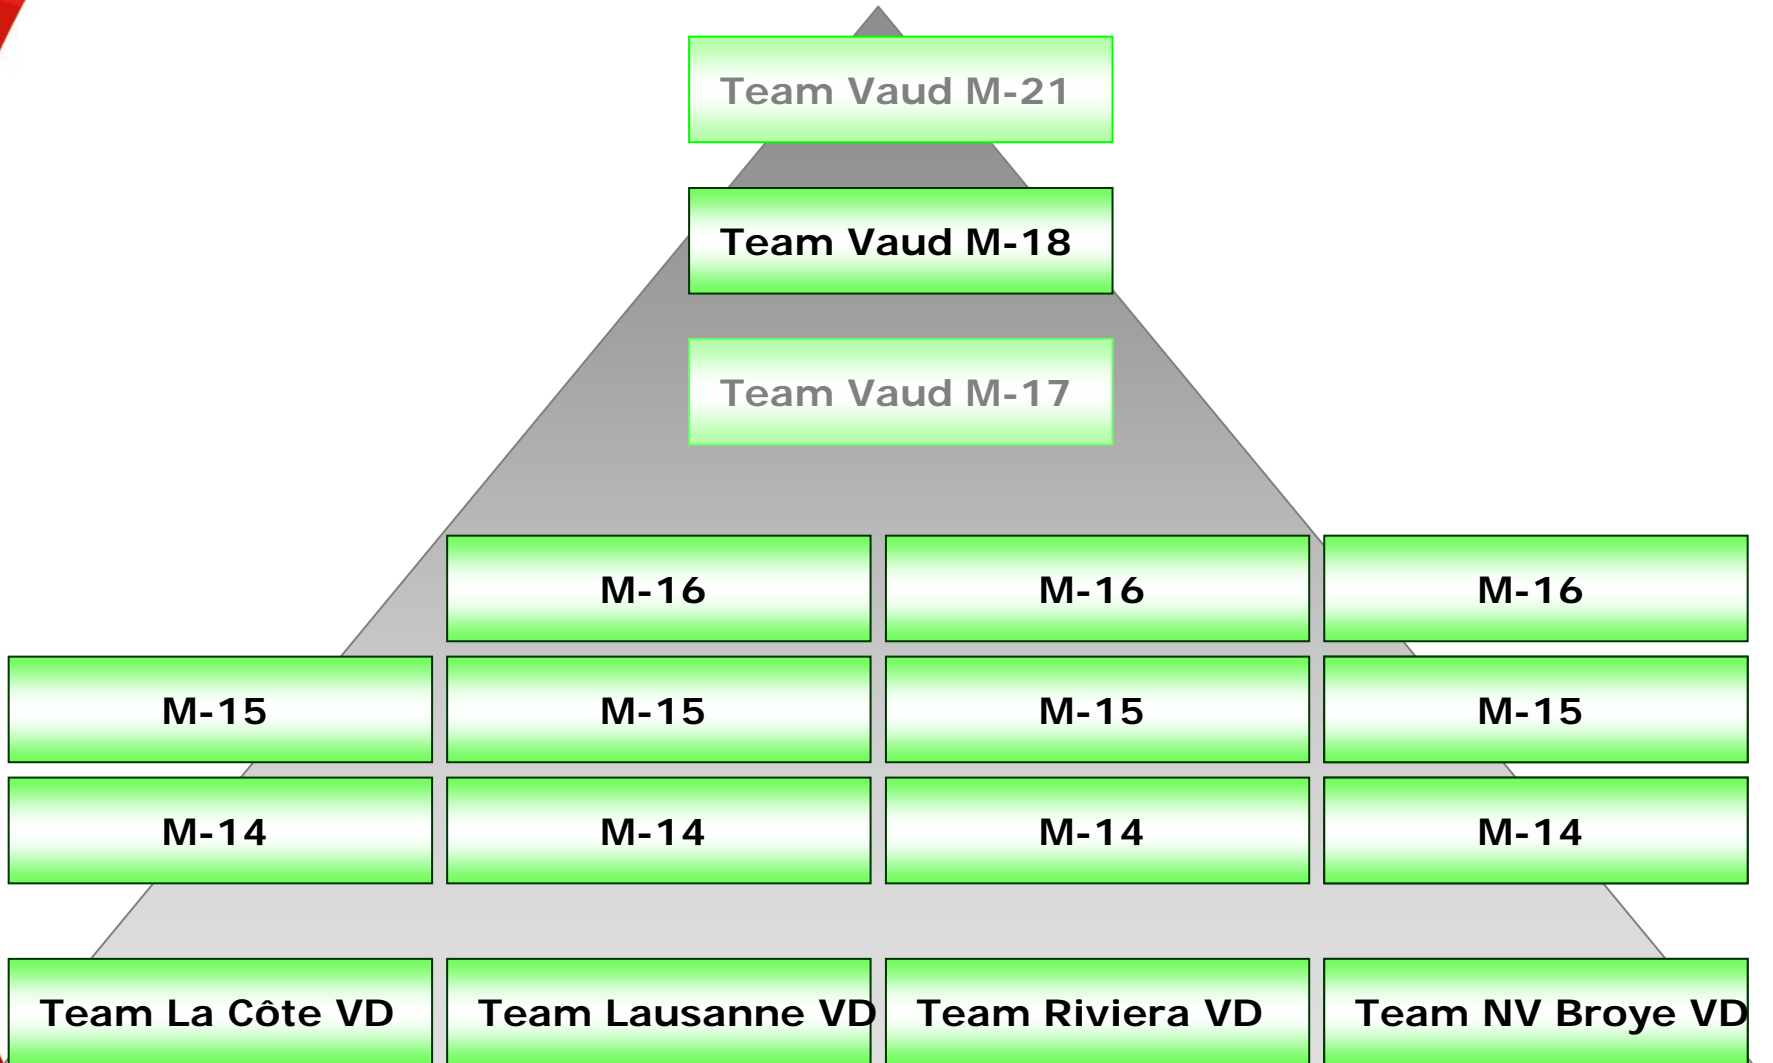 Team Vaud M-21
Team Vaud M-18
Team Vaud M-17
M-16 M-16 M-16
M-15 M-15 M-15 M-15
M-14 M-14 M-14 M-14
Team La Côte VD Team Lausanne VD Team Riviera VD Team NV Broye VD